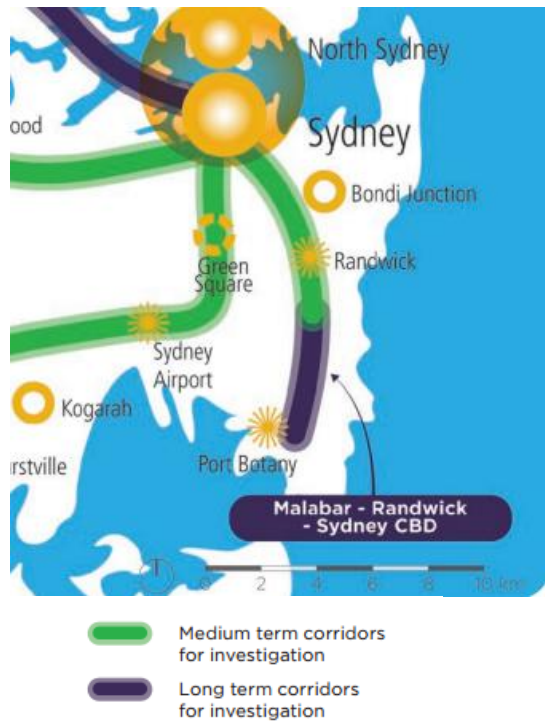 North Sydney
ood
Sydney
Bondi Junction
Randwick
Green
Square
Sydney
Airport
Kogarah
rstville
Port Botany
Malabar - Randwick
- Sydney CBD
0 2 4 6 8 10 km
Medium term corridors
for investigation
Long term corridors
for investigation